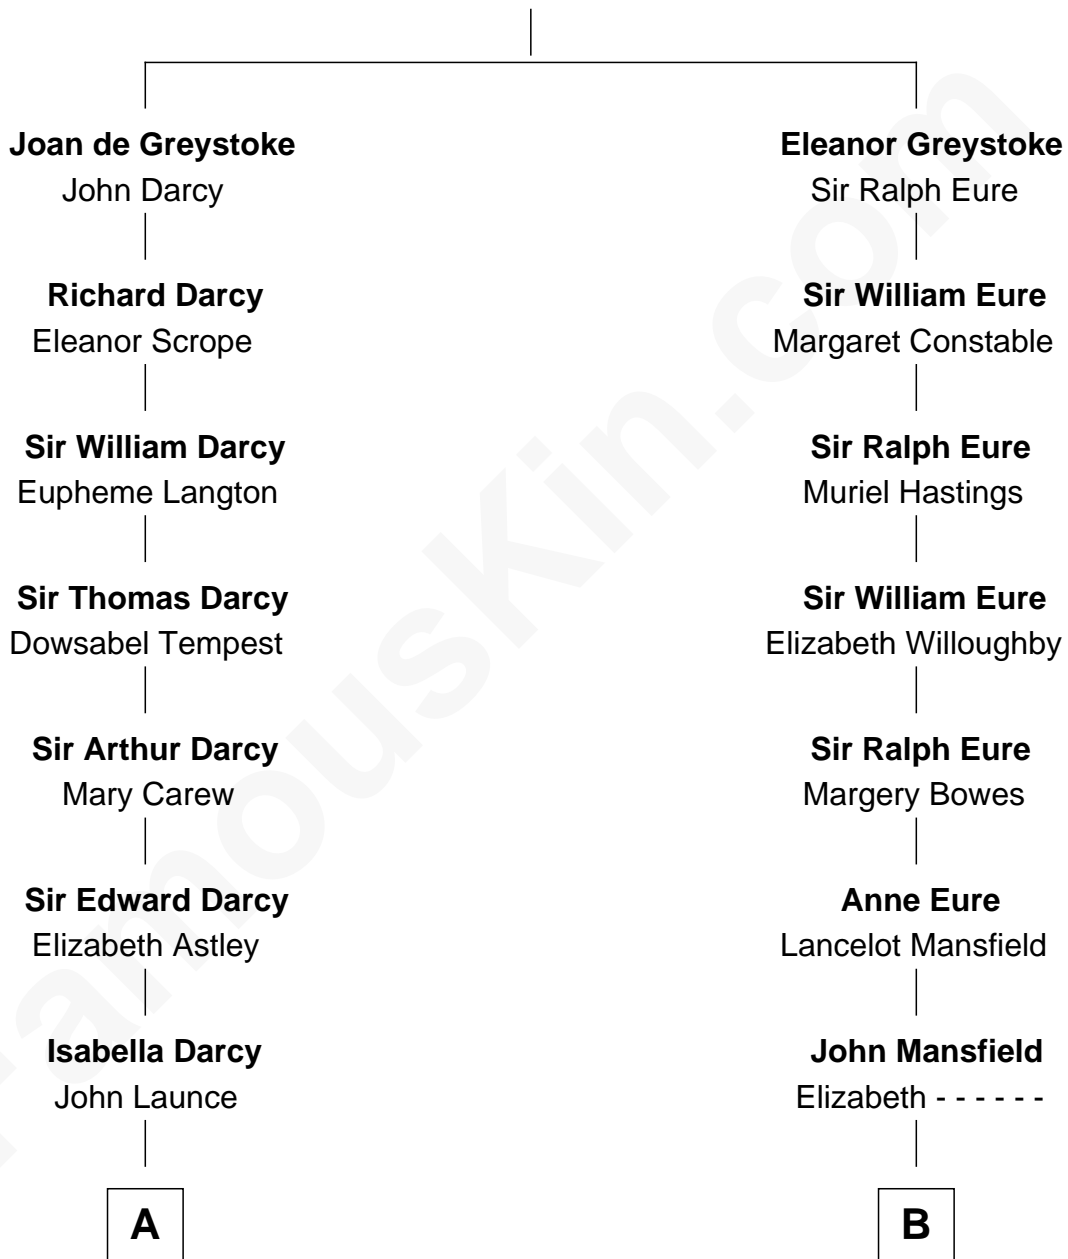 Joan de Greystoke
John Darcy
Richard Darcy
Eleanor Scrope
Sir William Darcy
Eupheme Langton
Sir Thomas Darcy
Dowsabel Tempest
Sir Arthur Darcy
Mary Carew
Sir Edward Darcy
Elizabeth Astley
Isabella Darcy
John Launce
A
Eleanor Greystoke
Sir Ralph Eure
Sir William Eure
Margaret Constable
Sir Ralph Eure
Muriel Hastings
Sir William Eure
Elizabeth Willoughby
Sir Ralph Eure
Margery Bowes
Anne Eure
Lancelot Mansfield
John Mansfield
Elizabeth - - - - - -
B
FamousKin.com